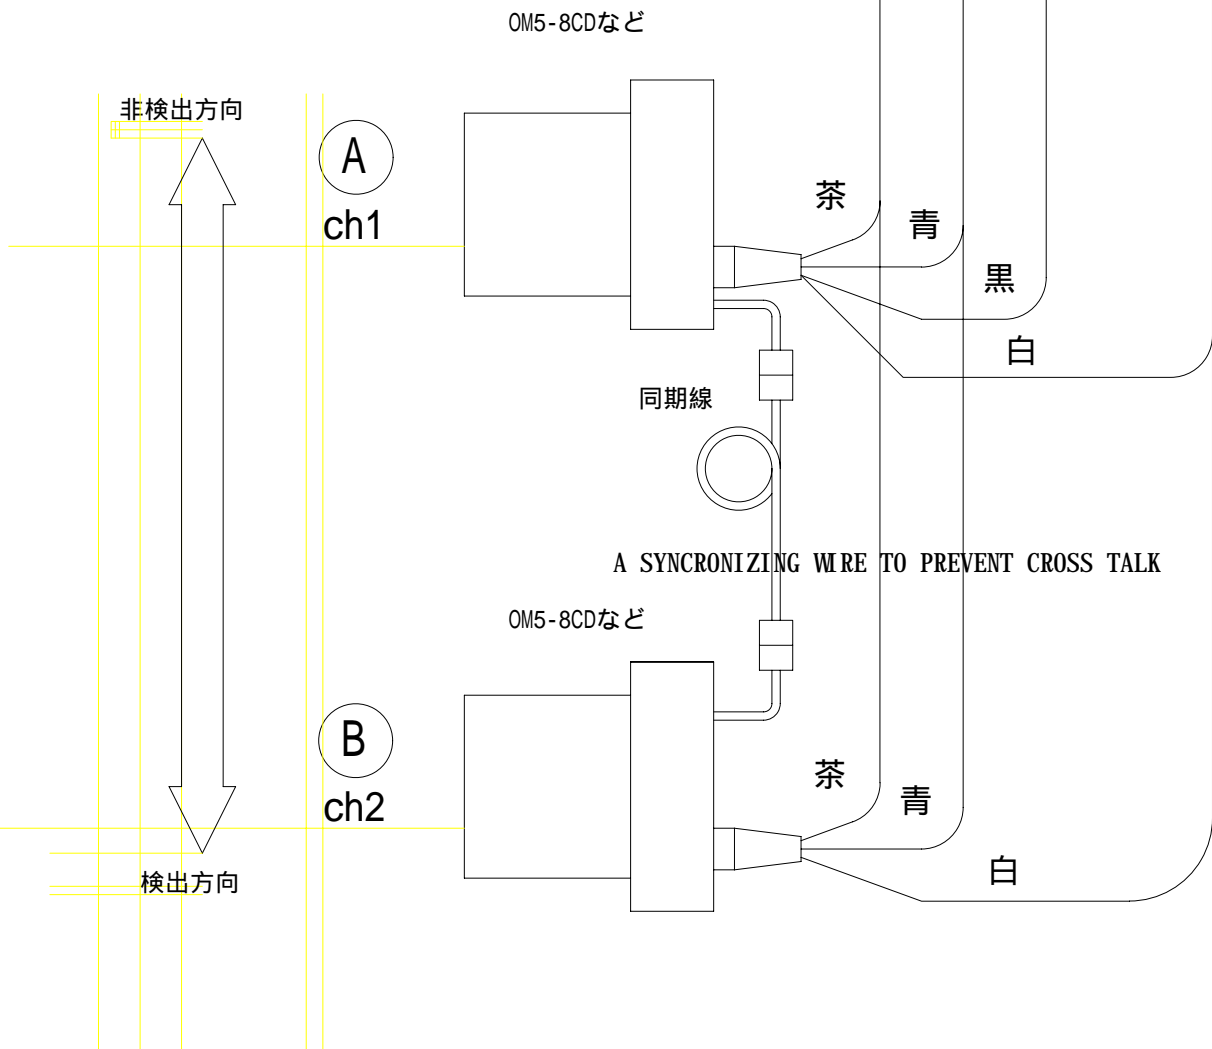 OM5-8CDなど
非検出方向
A
ch1
茶
青
黒
白
同期線
A SYNCRONIZING WIRE TO PREVENT CROSS TALK
OM5-8CDなど
B
ch2
茶
青
白
検出方向